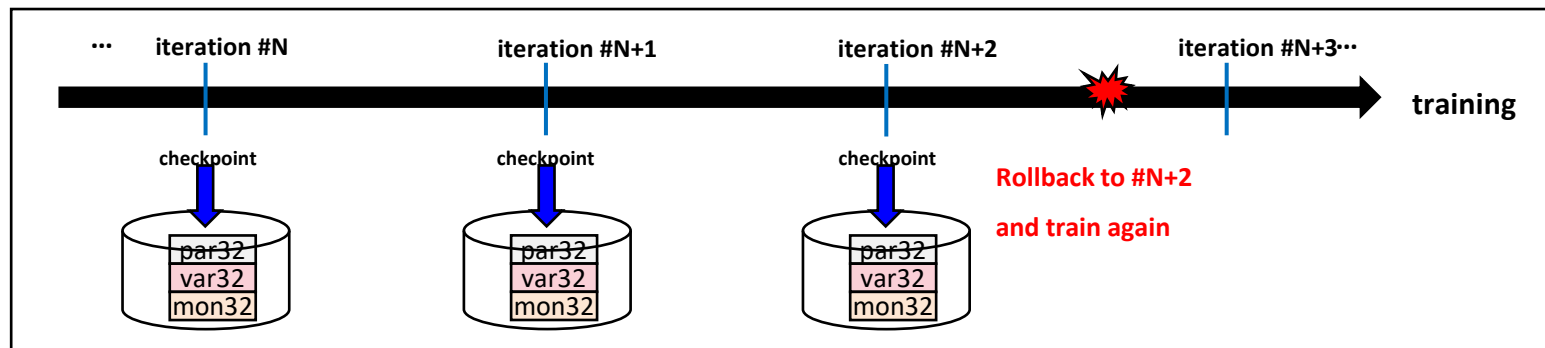 ··· iteration #N iteration #N+1 iteration #N+2 iteration #N+3···
training
checkpoint checkpoint checkpoint
Rollback to #N+2
and train again
par32 par32 par32
var32 var32 var32
mon32 mon32 mon32